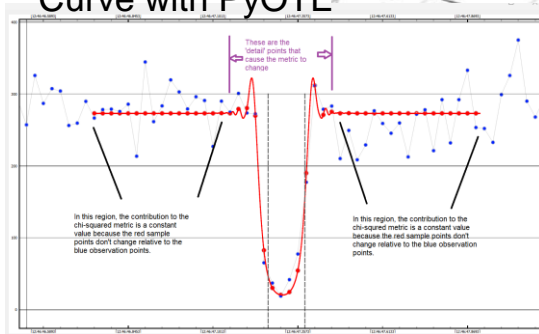 Curve with PyOTE
These are the
'detail' points that
cause the metric to
change
In this region, the contribution to the
chi-squared metric is a constant
value because the red sample
points don't change relative to the
blue observation points.
In this region, the contribution to the
chi-squred metric is a constant value
because the red sample points don't
change relative to the blue observation
points.